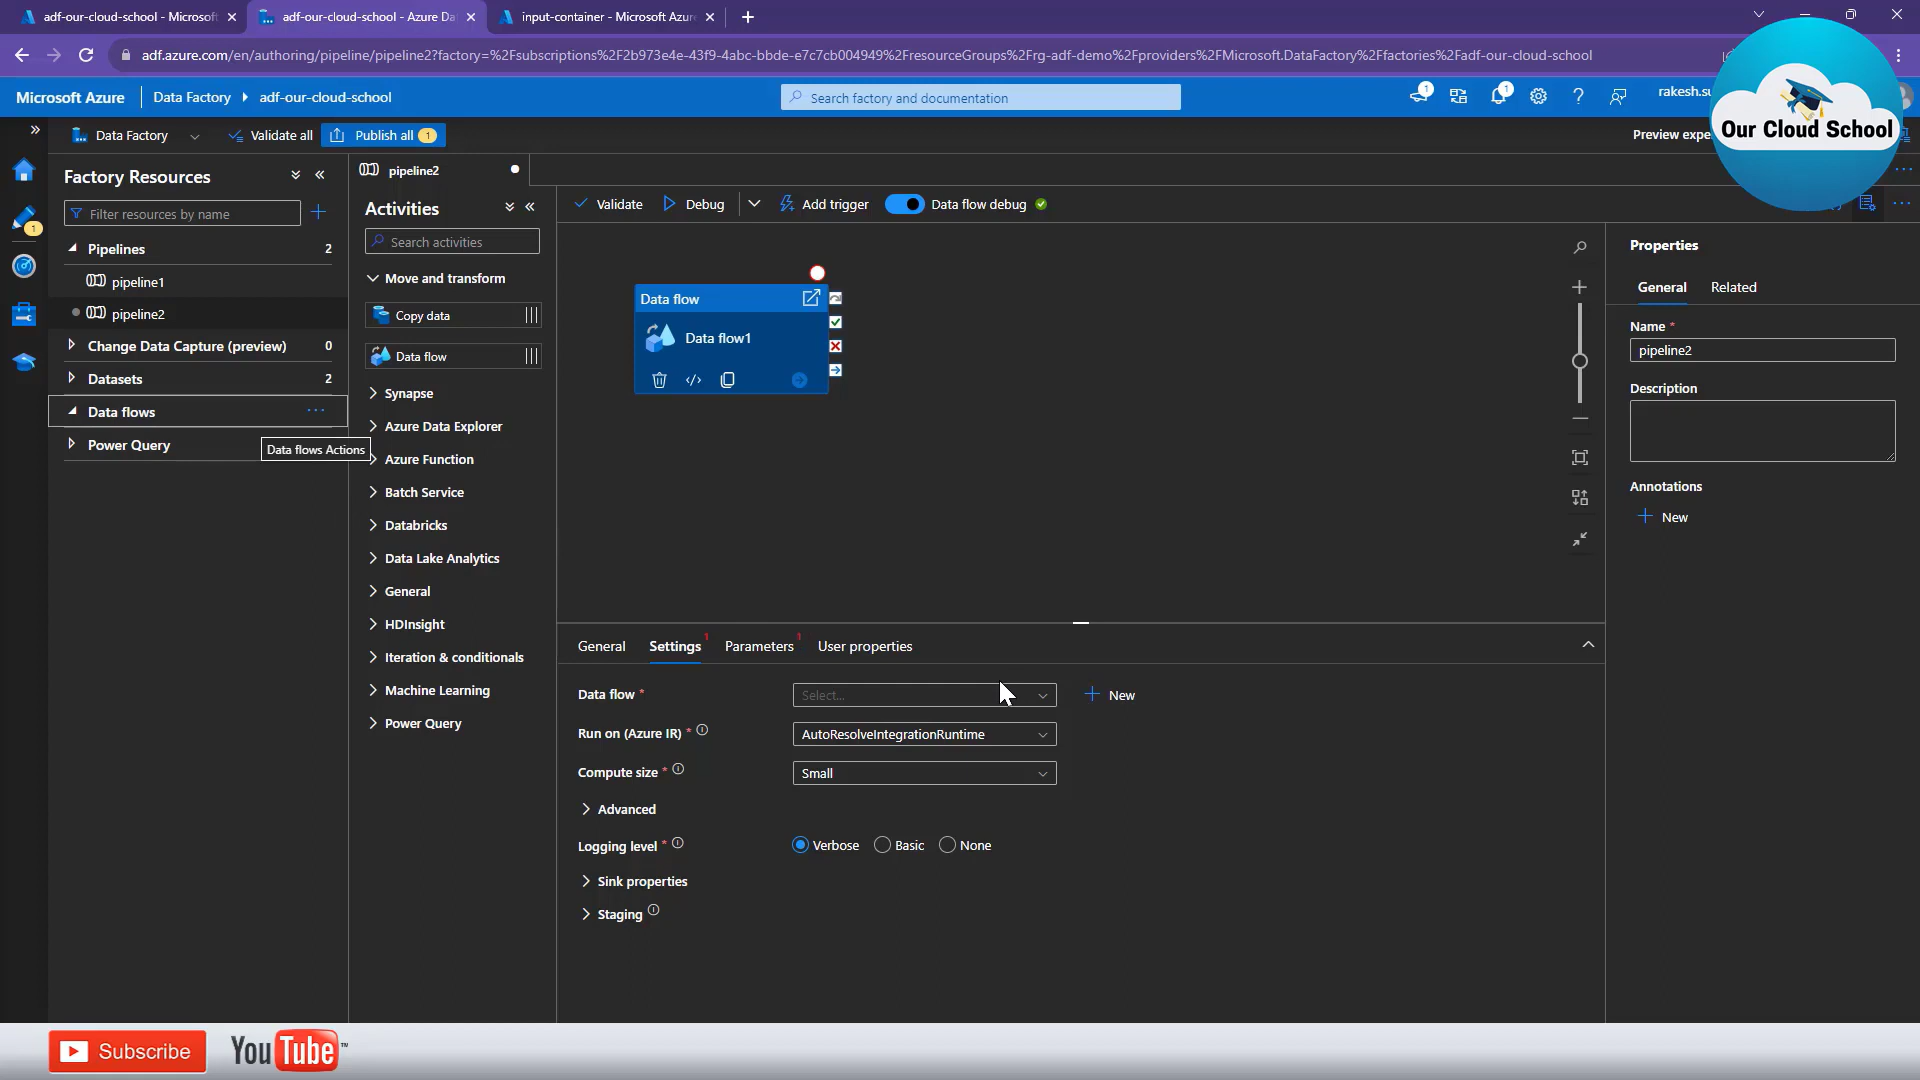 adf-our-cloud-school - Microsoft
adf-our-cloud-school - Azure Da
input-container - Microsoft Azur
adf.azure.com/en/authoring/pipeline/pipeline2?factory=%2Fsubscriptions%2F2b973e4e-43f9-4abc-bbde-e7c7cb004949%2FresourceGroups%2Frg-adf-demo%2Fproviders%2FMicrosoft.DataFactory%2Ffactories%2Fadf-our-cloud-school
Microsoft Azure
Data Factory
adf-our-cloud-school
Search factory and documentation
1
1
rakesh.su
Our Cloud School
Data Factory
Validate all
Publish all
1
Preview expe
Factory Resources
Filter resources by name
1
Pipelines
2
pipeline1
pipeline2
Change Data Capture (preview)
0
Datasets
2
Data flows
Power Query
Data flows Actions
pipeline2
Activities
Search activities
Move and transform
Copy data
Data flow
Synapse
Azure Data Explorer
Azure Function
Batch Service
Databricks
Data Lake Analytics
General
HDInsight
Iteration & conditionals
Machine Learning
Power Query
Validate
Debug
Add trigger
Data flow debug
Data flow
Data flow1
General
Settings
1
Parameters
1
User properties
Data flow *
Select...
New
Run on (Azure IR) *
AutoResolveIntegrationRuntime
Compute size *
Small
Advanced
Logging level *
Verbose
Basic
None
Sink properties
Staging
Properties
General
Related
Name *
pipeline2
Description
Annotations
New
Subscribe
YouTube
TM